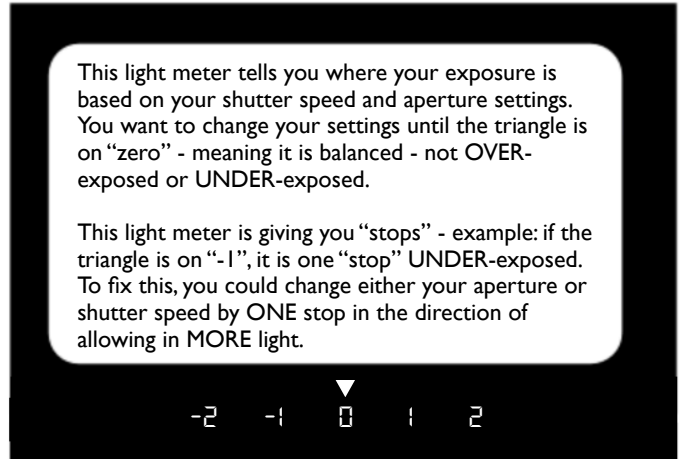 This light meter tells you where your exposure is
based on your shutter speed and aperture settings.
You want to change your settings until the triangle is
on “zero” - meaning it is balanced - not OVER-
exposed or UNDER-exposed.
This light meter is giving you “stops” - example: if the
triangle is on “-1”, it is one “stop” UNDER-exposed.
To fix this, you could change either your aperture or
shutter speed by ONE stop in the direction of
allowing in MORE light.
-2 -1 0 1 2